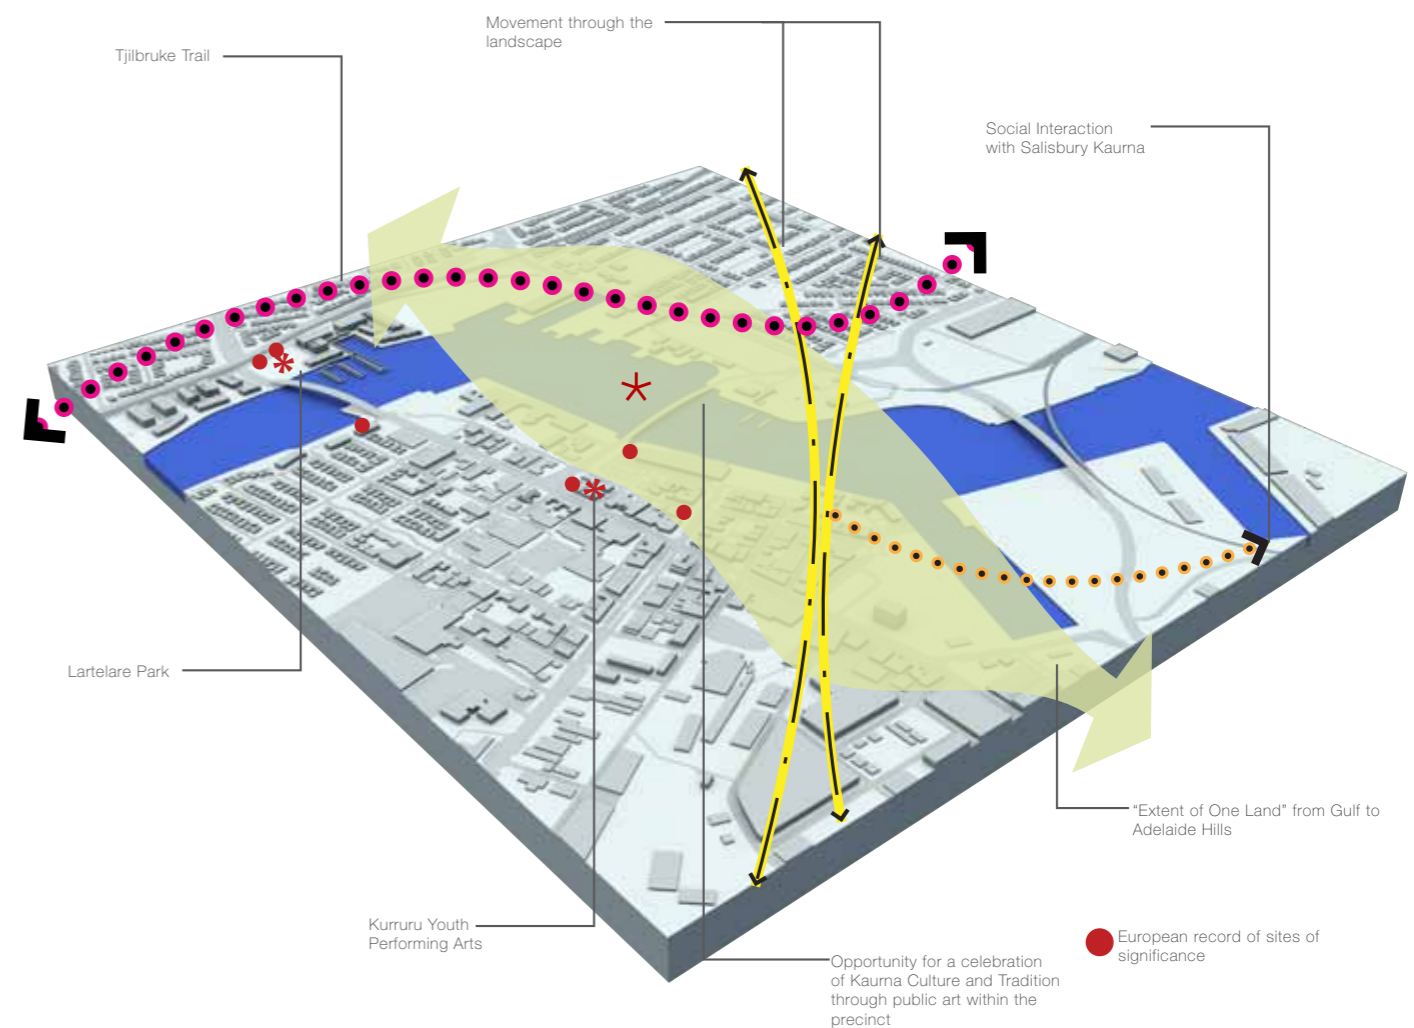 Movement through the
landscape
Tjilbruke Trail
Social Interaction
with Salisbury Kaurna
Lartelare Park
"Extent of One Land" from Gulf to
Adelaide Hills
Kurruru Youth
Performing Arts
European record of sites of
significance
Opportunity for a celebration
of Kaurna Culture and Tradition
through public art within the
precinct